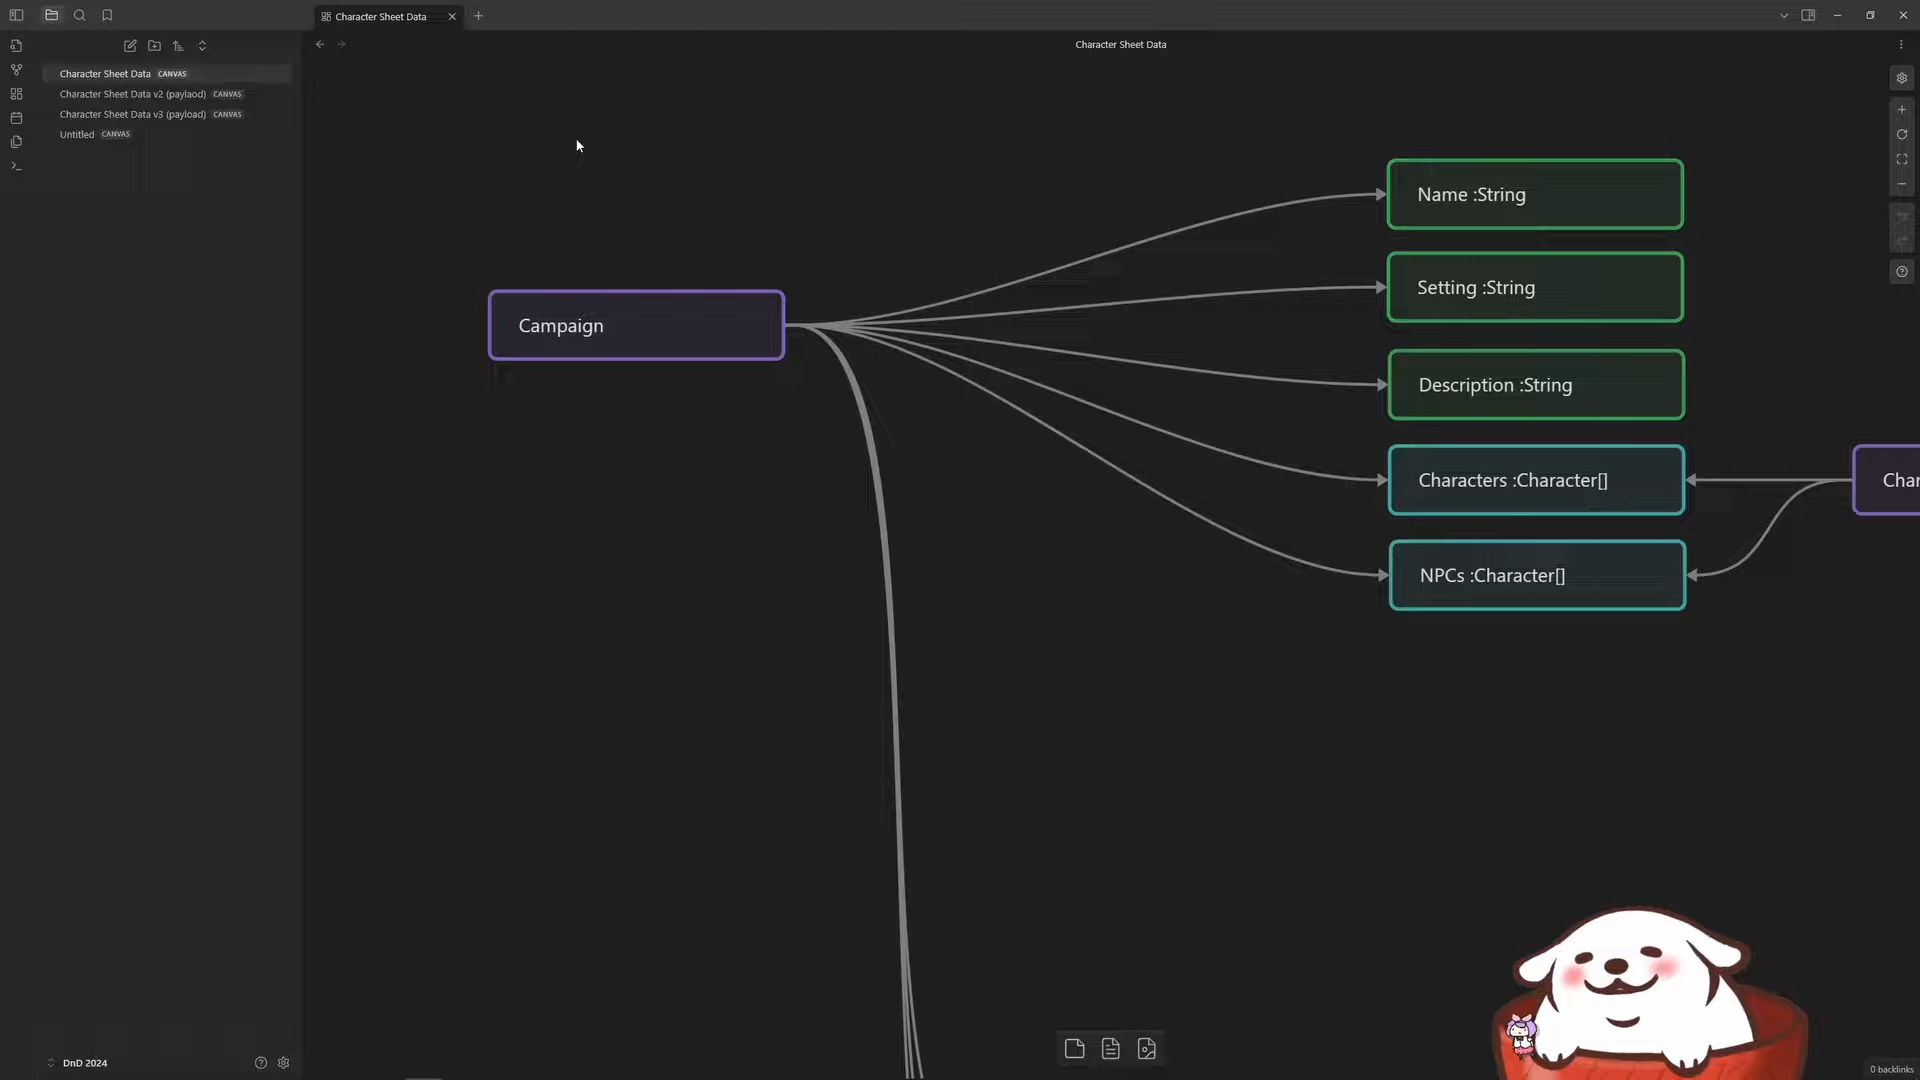 Character Sheet Data
Character Sheet Data
Character Sheet Data CANVAS
Character Sheet Data v2 (paylaod) CANVAS
Character Sheet Data v3 (payload) CANVAS
Untitled CANVAS
Name :String
Setting :String
Campaign
Description :String
Characters :Character[]
Char
NPCs :Character[]
DnD 2024
0 backlinks